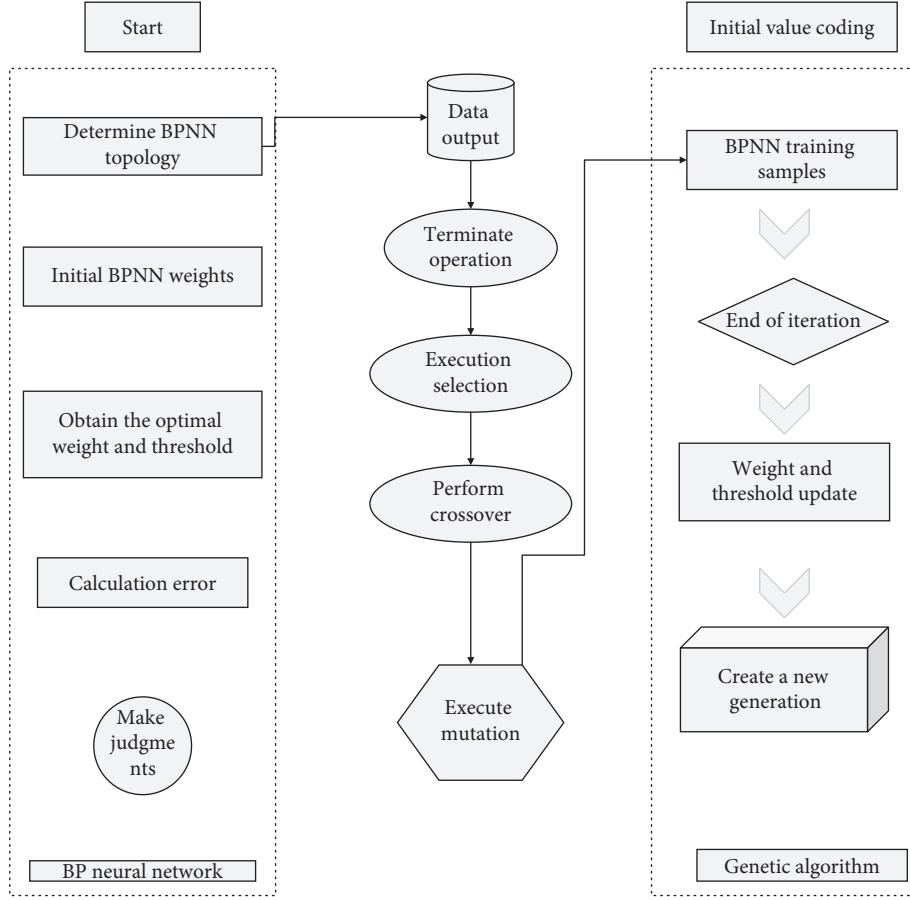 Start
Determine BPNN
topology
Initial BPNN weights
Obtain the optimal
weight and threshold
Calculation error
Make
judgme
nts
BP neural network
Data
output
Terminate
operation
Execution
selection
Perform
crossover
Execute
mutation
Initial value coding
BPNN training
samples
End of iteration
Weight and
threshold update
Create a new
generation
Genetic algorithm